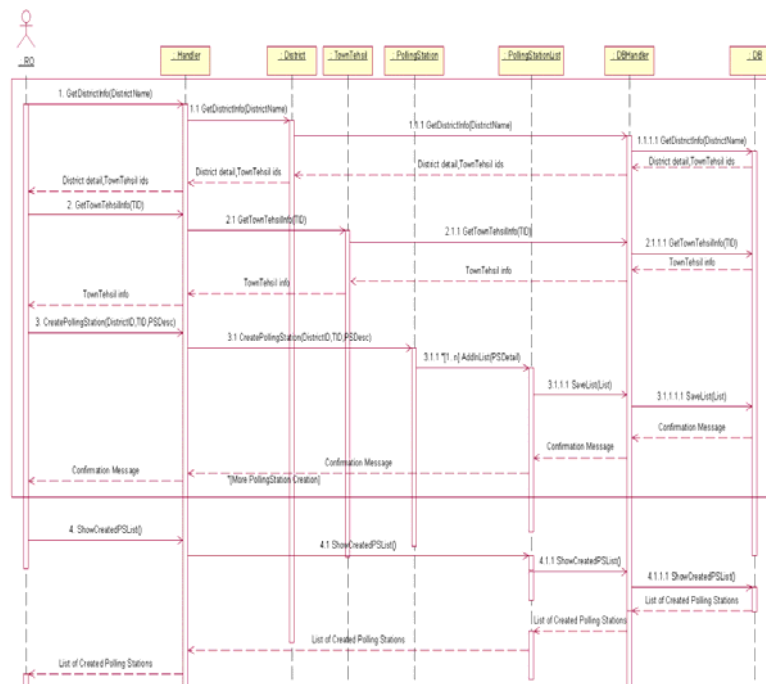 : RO
: Handler
: District
: TownTehsil
: PollingStation
: PollingStationList
: DBHandler
: DB
1. GetDistrictInfo(DistrictName)
1.1 GetDistrictInfo(DistrictName)
1.1.1 GetDistrictInfo(DistrictName)
1.1.1.1 GetDistrictInfo(DistrictName)
District detail,TownTehsil ids
District detail,TownTehsil ids
District detail,TownTehsil ids
District detail,TownTehsil ids
2. GetTownTehsilInfo(TID)
2.1 GetTownTehsilInfo(TID)
2.1.1 GetTownTehsilInfo(TID)
2.1.1.1 GetTownTehsilInfo(TID)
TownTehsil info
TownTehsil info
TownTehsil info
TownTehsil info
3. CreatePollingStation(DistrictID,TID,PSDesc)
3.1 CreatePollingStation(DistrictID,TID,PSDesc)
3.1.1 *[1..n] AddInList(PSDetail)
3.1.1.1 SaveList(List)
3.1.1.1.1 SaveList(List)
Confirmation Message
Confirmation Message
Confirmation Message
Confirmation Message
*[More PollingStation Creation)
4. ShowCreatedPSList()
4.1 ShowCreatedPSList()
4.1.1 ShowCreatedPSList()
4.1.1.1 ShowCreatedPSList()
List of Created Polling Stations
List of Created Polling Stations
List of Created Polling Stations
List of Created Polling Stations